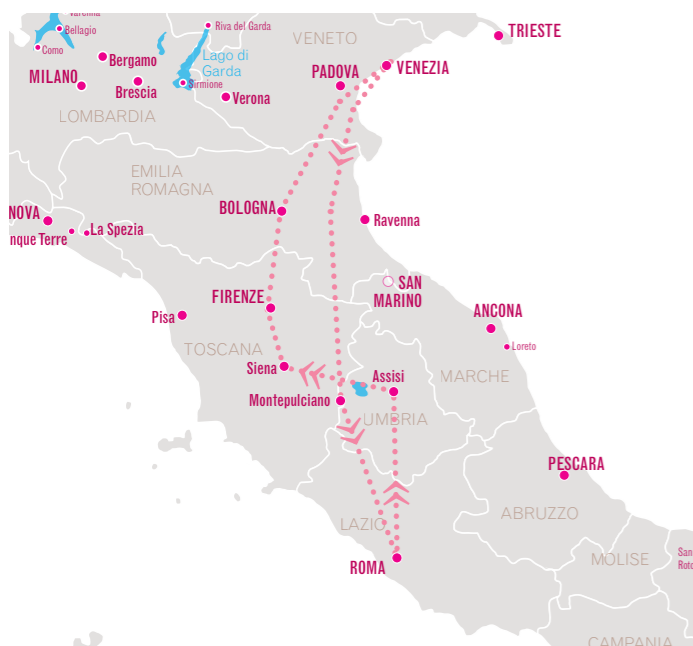 Varenna
Bellagio
Como
Riva del Garda
TRIESTE
VENETO
Lago di
Garda
Bergamo
MILANO
Brescia
Sirmione
Verona
PADOVA
VENEZIA
LOMBARDIA
EMILIA
ROMAGNA
BOLOGNA
Ravenna
NOVA
nque Terre
La Spezia
SAN
MARINO
FIRENZE
Pisa
ANCONA
Loreto
TOSCANA
Siena
Assisi
MARCHE
Montepulciano
UMBRIA
PESCARA
LAZIO
ABRUZZO
ROMA
MOLISE
San
Roto
CAMPANIA